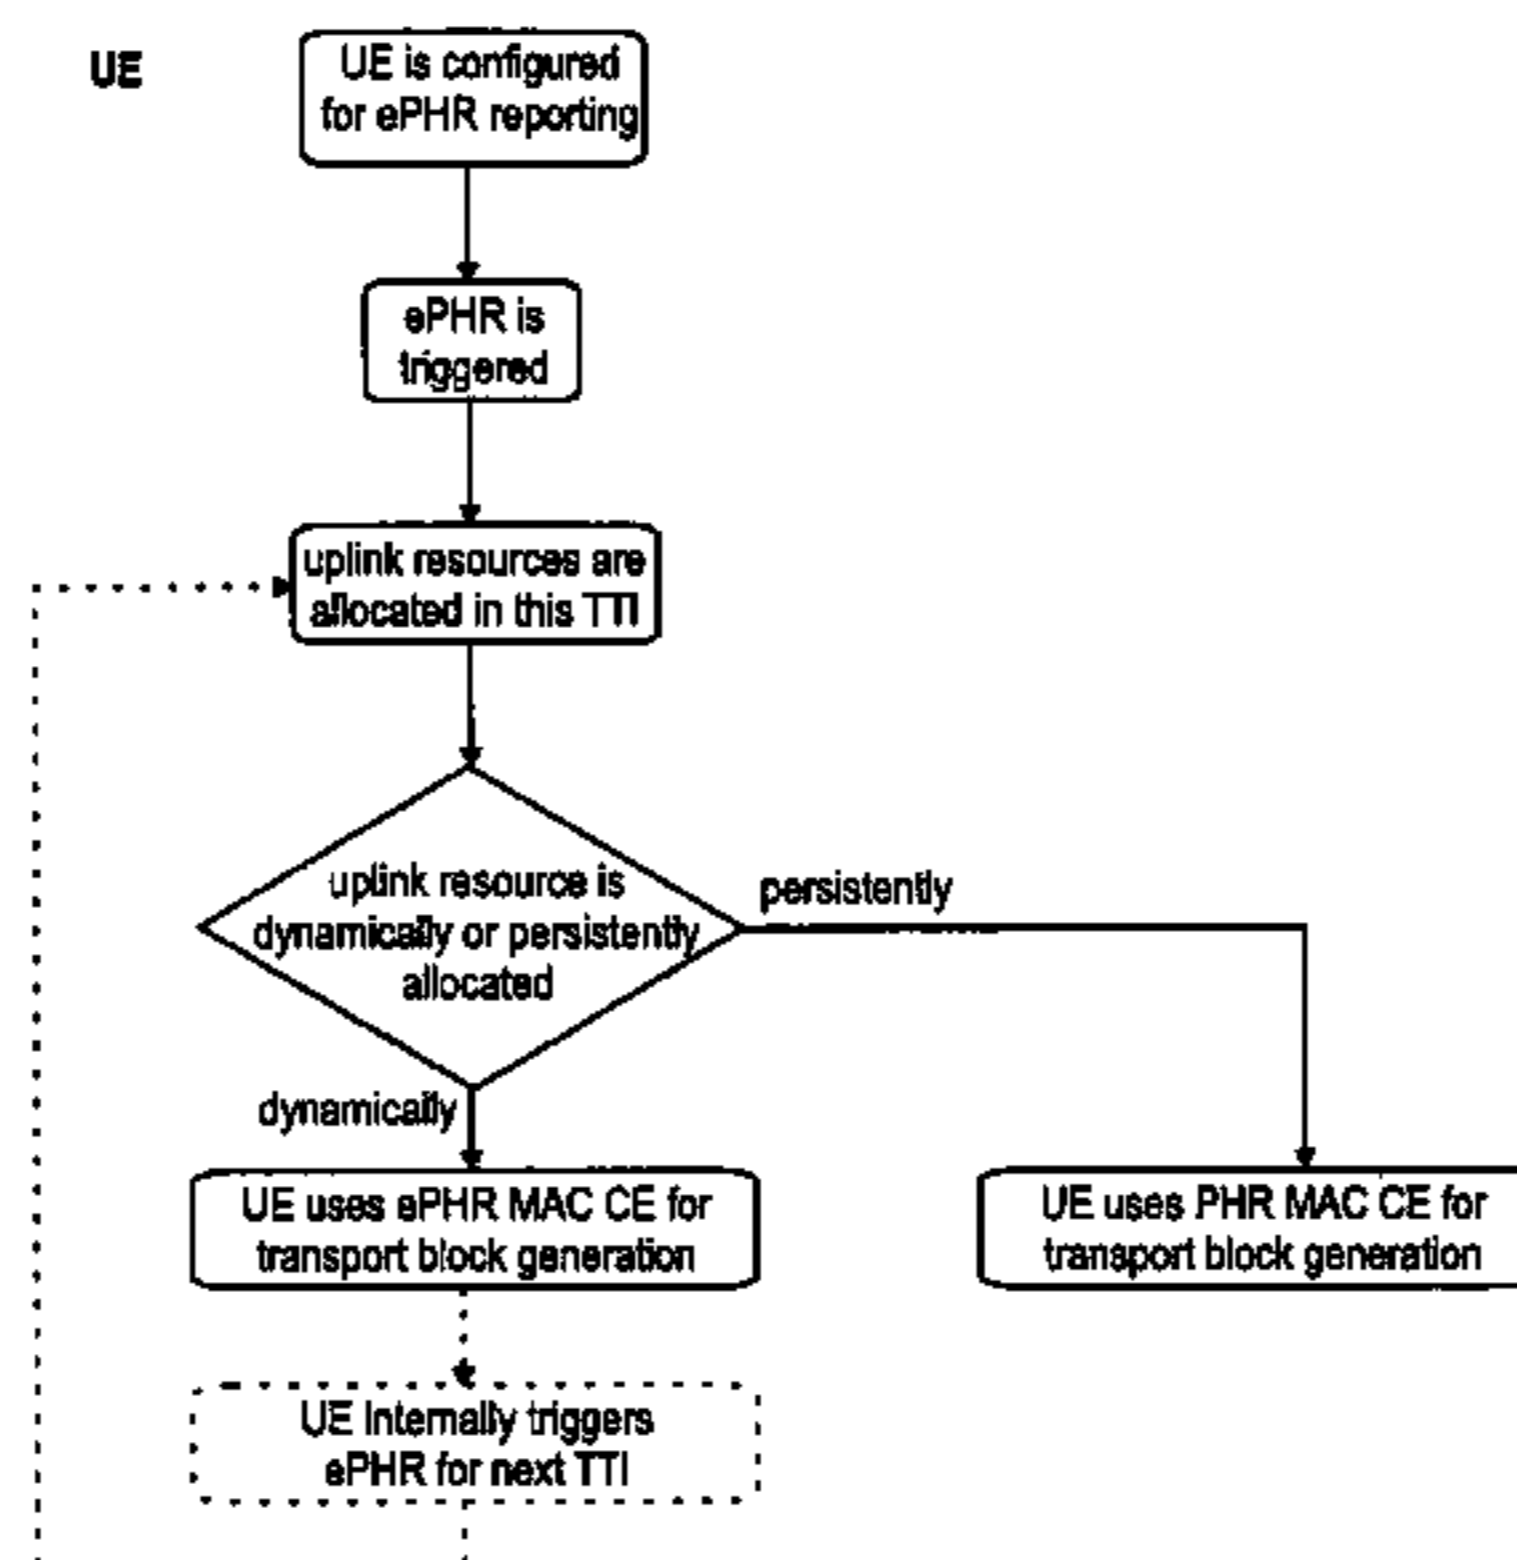 UE
UE is configured
for ePHR reporting
ePHR is
triggered
uplink resources are
allocated in this TTI
uplink resource is
dynamically or persistently
allocated
persistently
dynamically
UE uses ePHR MAC CE for
transport block generation
UE uses PHR MAC CE for
transport block generation
UE Internally triggers
ePHR for next TTI